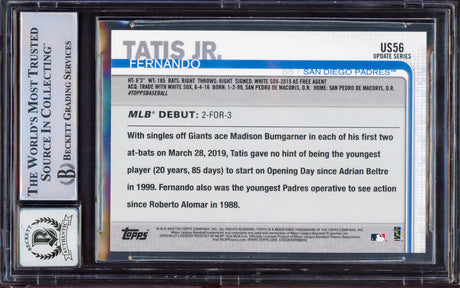 THE WORLD'S MOST TRUSTED
SOURCE IN COLLECTING™
BECKETT GRADING SERVICES
BECKETT
AUTHENTIC
TATIS JR.
FERNANDO
US56
UPDATE SERIES
SS | SAN DIEGO PADRES™
HT: 6'3" WT: 185 BATS: RIGHT THROWS: RIGHT SIGNED: WHITE SOX-2015 AS FREE AGENT
ACQ: TRADE WITH WHITE SOX, 6-4-16 BORN: 1-2-99, SAN PEDRO DE MACORIS, D.R. HOME: SAN PEDRO DE MACORIS, D.R.
#TOPPSBASEBALL
MLB® DEBUT: 2-FOR-3
With singles off Giants ace Madison Bumgarner in each of his first two
at-bats on March 28, 2019, Tatis gave no hint of being the youngest
player (20 years, 85 days) to start on Opening Day since Adrian Beltre
in 1999. Fernando also was the youngest Padres operative to see action
since Roberto Alomar in 1988.
Topps